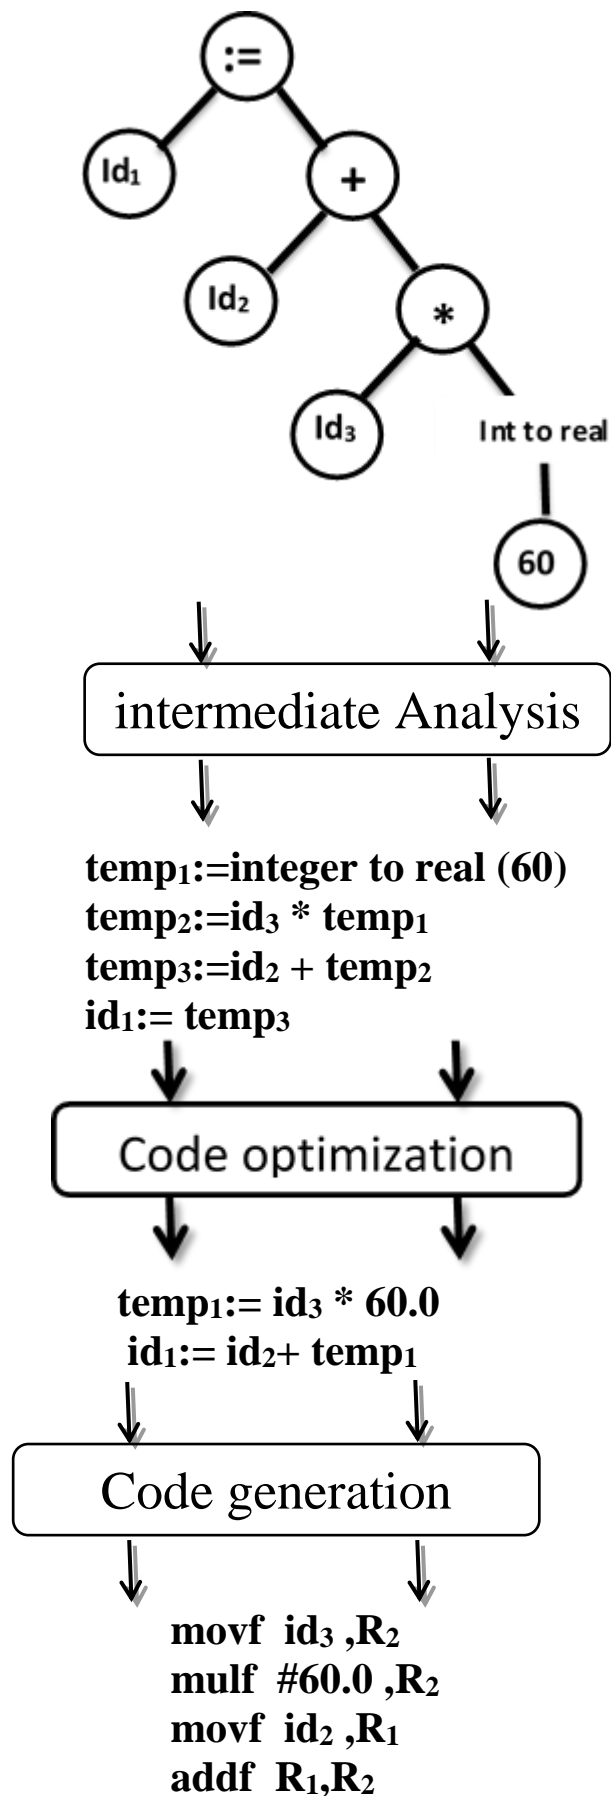 :=
Id₁
+
Id₂
*
Id₃
Int to real
60
intermediate Analysis
temp₁:=integer to real (60)
temp₂:=id₃ * temp₁
temp₃:=id₂ + temp₂
id₁:= temp₃
Code optimization
temp₁:= id₃ * 60.0
id₁:= id₂+ temp₁
Code generation
movf id₃ ,R₂
mulf #60.0 ,R₂
movf id₂ ,R₁
addf R₁,R₂